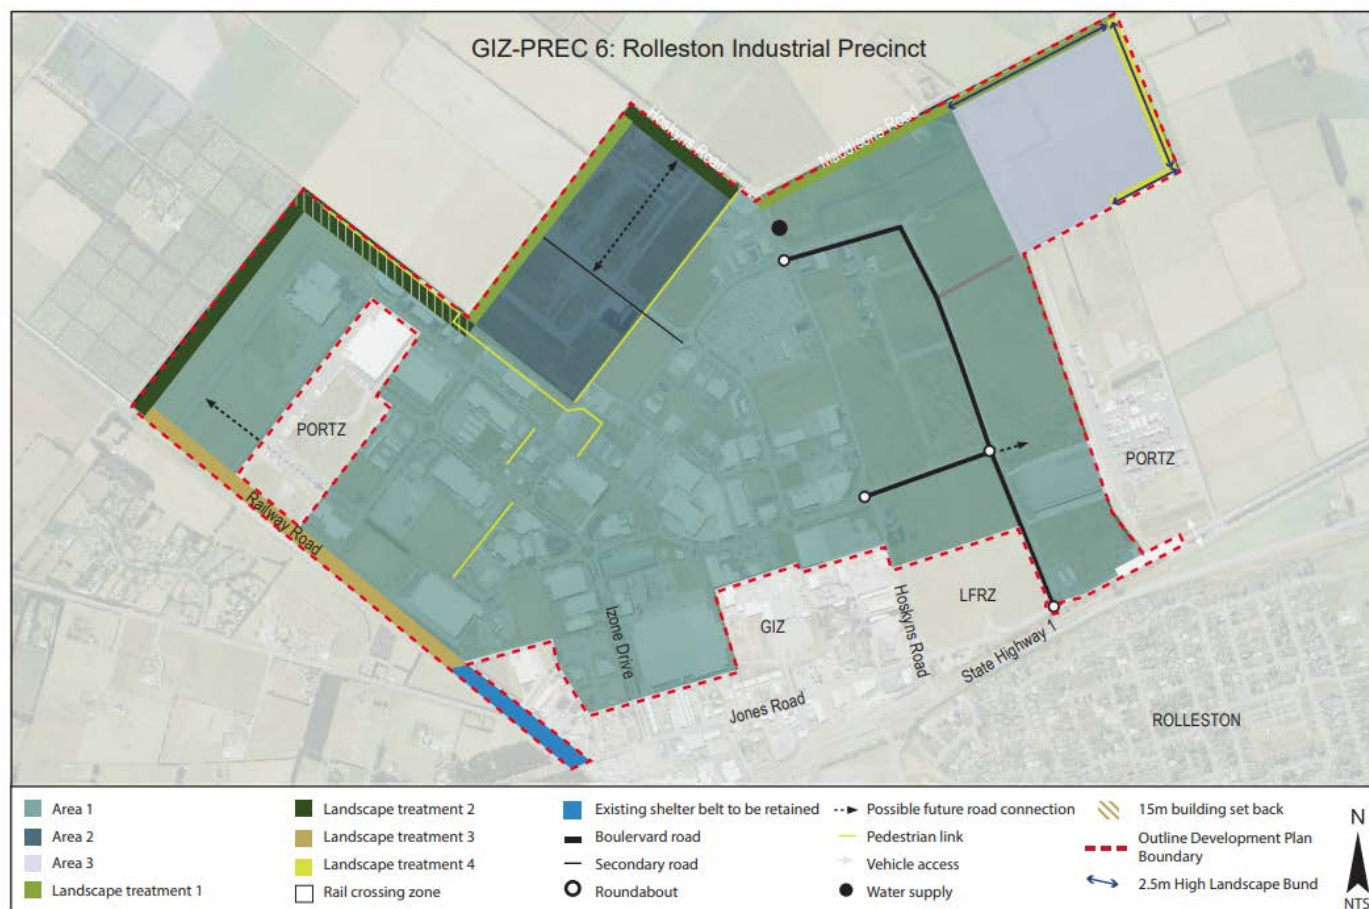 GIZ-PREC 6: Rolleston Industrial Precinct
Hoskyns Road
Maddisons Road
PORTZ
PORTZ
Railway Road
Izone Drive
GIZ
Hoskyns Road
LFRZ
State Highway 1
Jones Road
ROLLESTON
Area 1
Area 2
Area 3
Landscape treatment 1
Landscape treatment 2
Landscape treatment 3
Landscape treatment 4
Rail crossing zone
Existing shelter belt to be retained
Boulervard road
Secondary road
Roundabout
Possible future road connection
Pedestrian link
Vehicle access
Water supply
15m building set back
Outline Development Plan
Boundary
2.5m High Landscape Bund
N
NTS